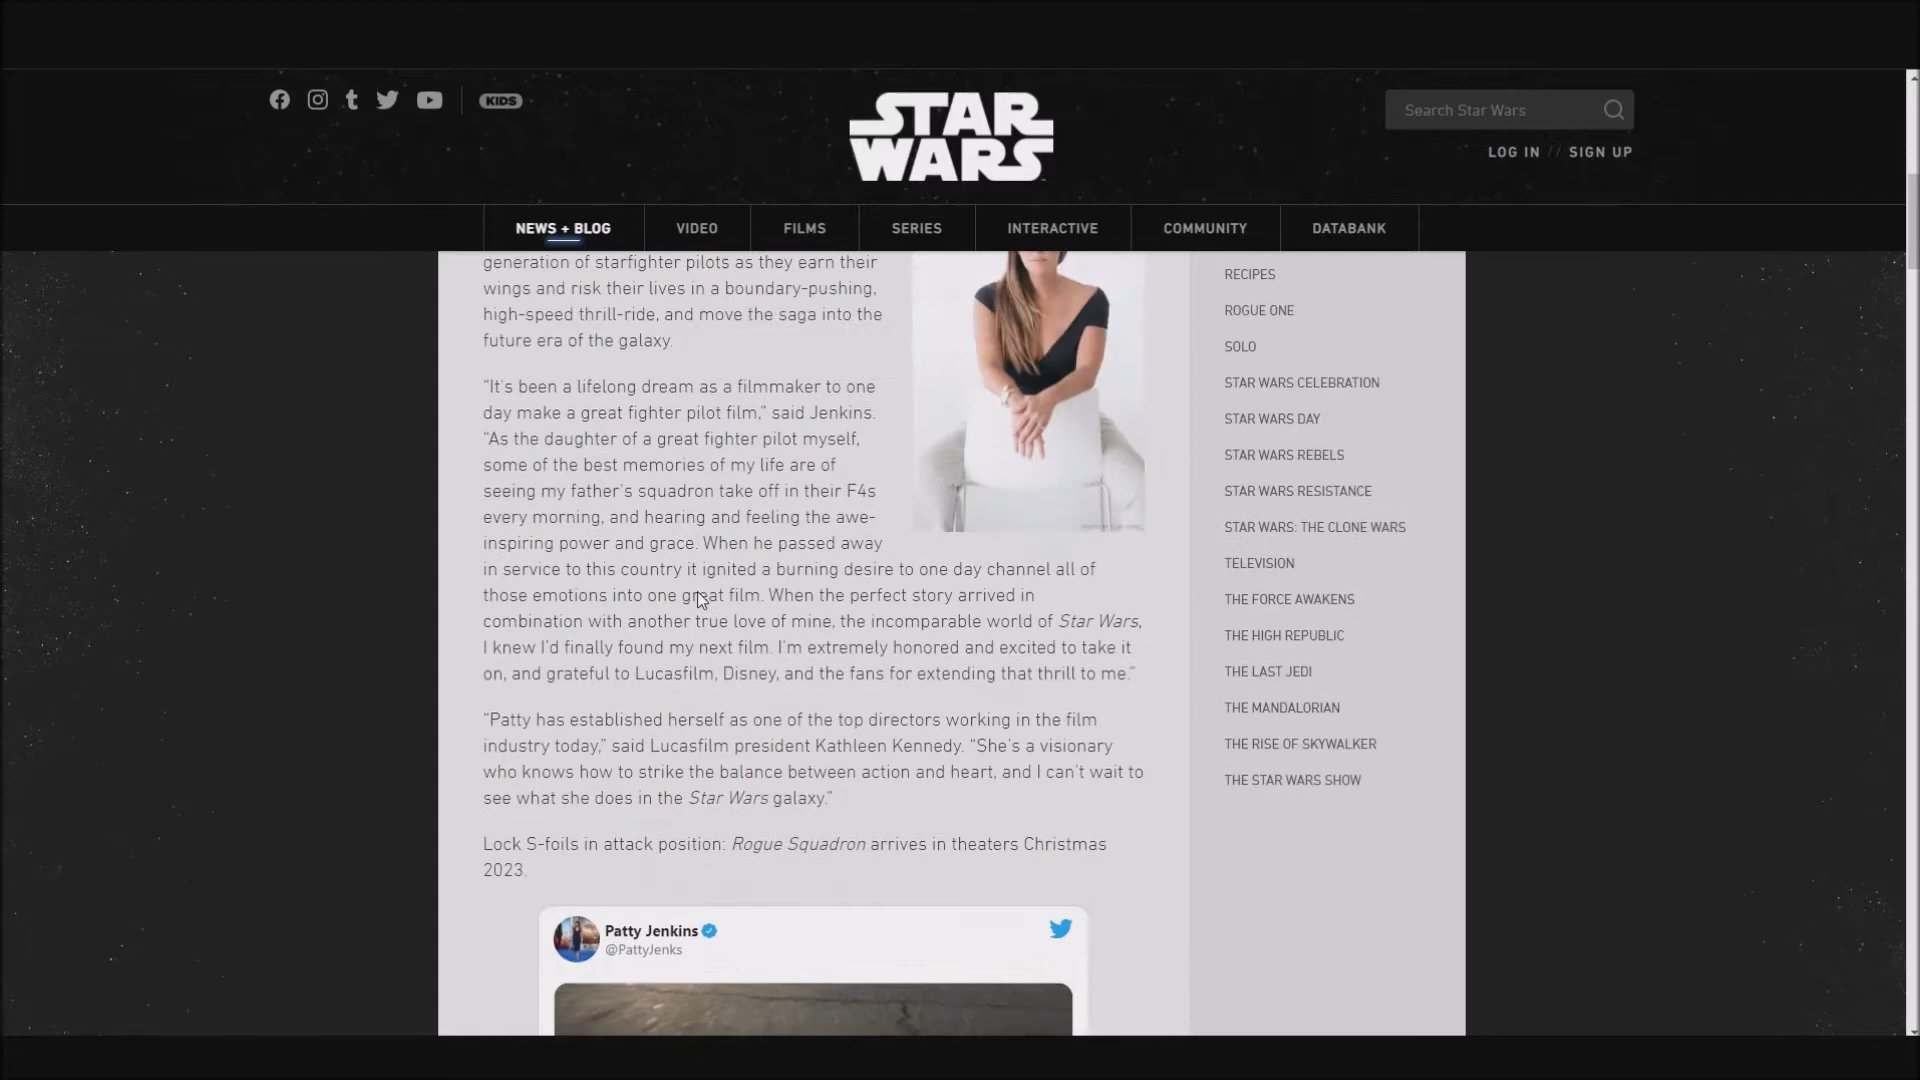 KIDS
STAR
WARS
Search Star Wars
LOG IN // SIGN UP
NEWS + BLOG
VIDEO
FILMS
SERIES
INTERACTIVE
COMMUNITY
DATABANK
generation of starfighter pilots as they earn their
wings and risk their lives in a boundary-pushing,
high-speed thrill-ride, and move the saga into the
future era of the galaxy.
“It’s been a lifelong dream as a filmmaker to one
day make a great fighter pilot film,” said Jenkins.
“As the daughter of a great fighter pilot myself,
some of the best memories of my life are of
seeing my father’s squadron take off in their F4s
every morning, and hearing and feeling the awe-
inspiring power and grace. When he passed away
in service to this country it ignited a burning desire to one day channel all of
those emotions into one great film. When the perfect story arrived in
combination with another true love of mine, the incomparable world of Star Wars,
I knew I’d finally found my next film. I’m extremely honored and excited to take it
on, and grateful to Lucasfilm, Disney, and the fans for extending that thrill to me.”
“Patty has established herself as one of the top directors working in the film
industry today,” said Lucasfilm president Kathleen Kennedy. “She’s a visionary
who knows how to strike the balance between action and heart, and I can’t wait to
see what she does in the Star Wars galaxy.”
Lock S-foils in attack position: Rogue Squadron arrives in theaters Christmas
2023.
Patty Jenkins
@PattyJenks
RECIPES
ROGUE ONE
SOLO
STAR WARS CELEBRATION
STAR WARS DAY
STAR WARS REBELS
STAR WARS RESISTANCE
STAR WARS: THE CLONE WARS
TELEVISION
THE FORCE AWAKENS
THE HIGH REPUBLIC
THE LAST JEDI
THE MANDALORIAN
THE RISE OF SKYWALKER
THE STAR WARS SHOW